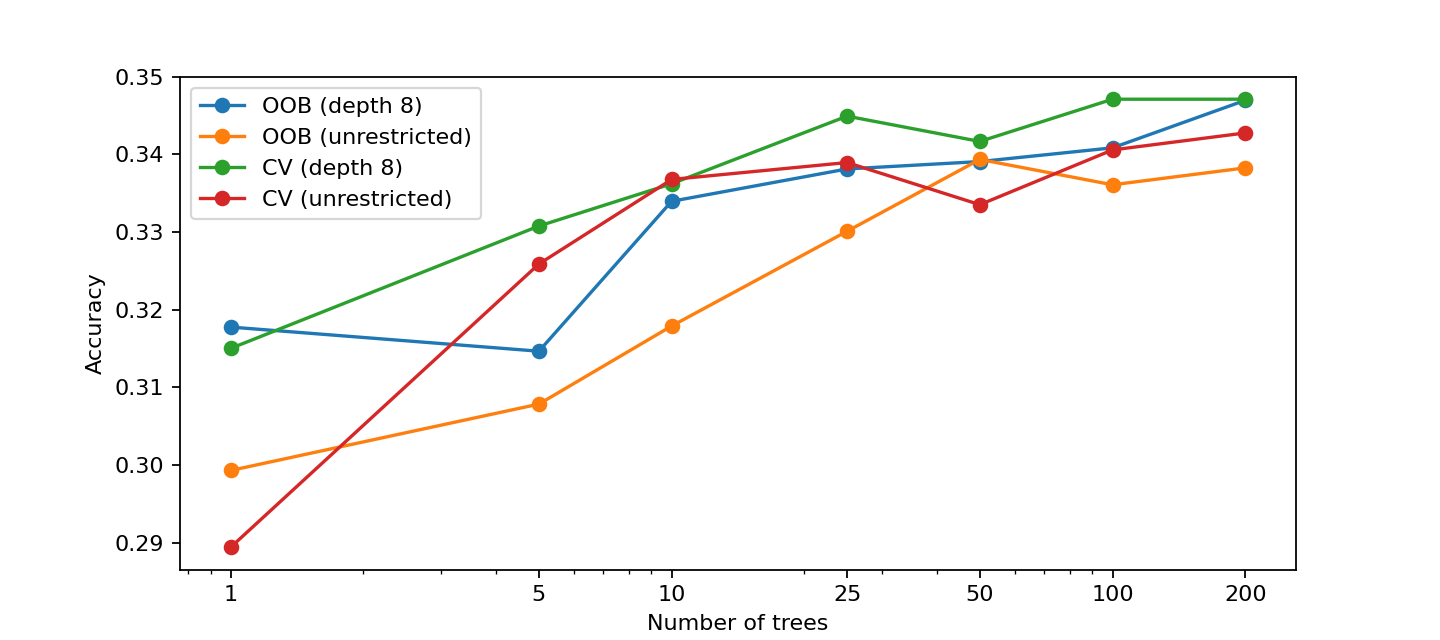 0.35
0.34
0.33
0.32
0.31
0.30
0.29
Accuracy
OOB (depth 8)
OOB (unrestricted)
CV (depth 8)
CV (unrestricted)
1 5 10 25 50 100 200
Number of trees